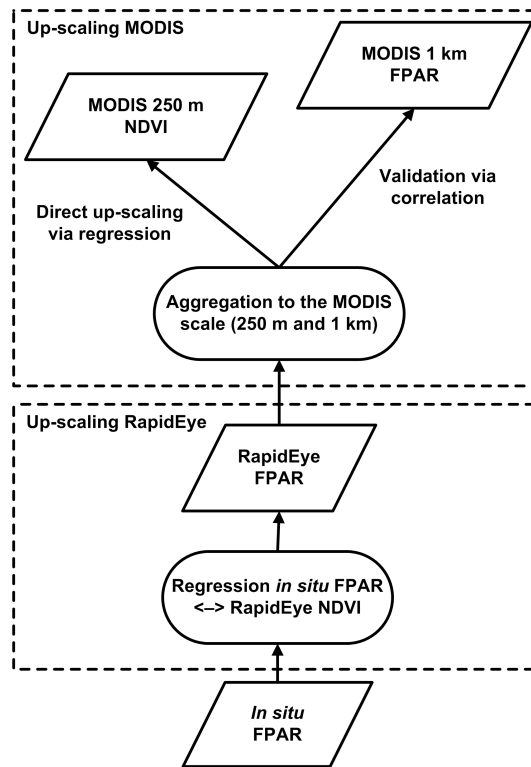 Up-scaling MODIS
MODIS 1 km
FPAR
MODIS 250 m
NDVI
Validation via
correlation
Direct up-scaling
via regression
Aggregation to the MODIS
scale (250 m and 1 km)
Up-scaling RapidEye
RapidEye
FPAR
Regression in situ FPAR
<–> RapidEye NDVI
In situ
FPAR